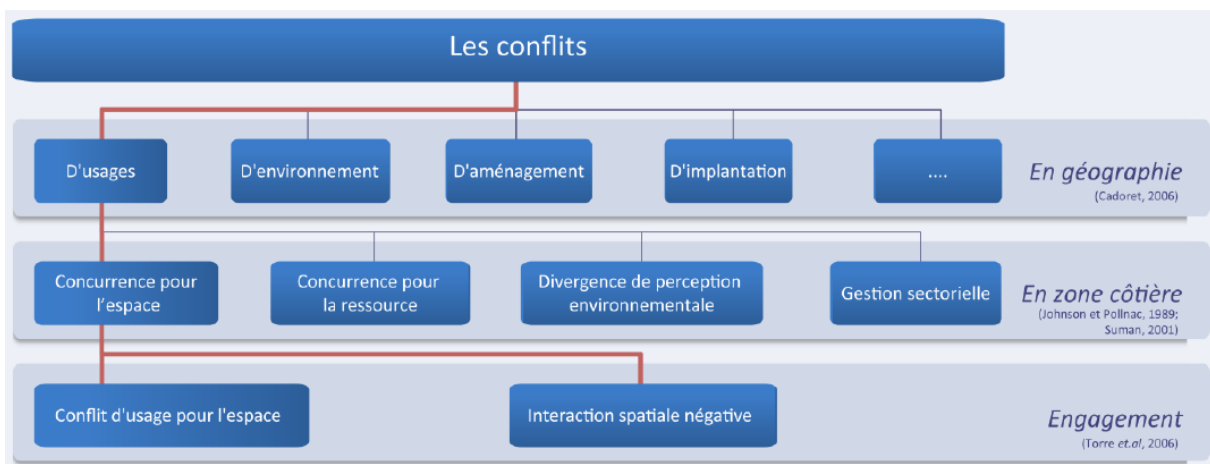 Les conflits
D'usages
D'environnement
D'aménagement
D'implantation
....
En géographie
(Cadoret, 2006)
Concurrence pour
l'espace
Concurrence pour
la ressource
Divergence de perception
environnementale
Gestion sectorielle
En zone côtière
(Johnson et Pollnac, 1989;
Suman, 2001)
Conflit d'usage pour l'espace
Interaction spatiale négative
Engagement
(Torre et.al, 2006)